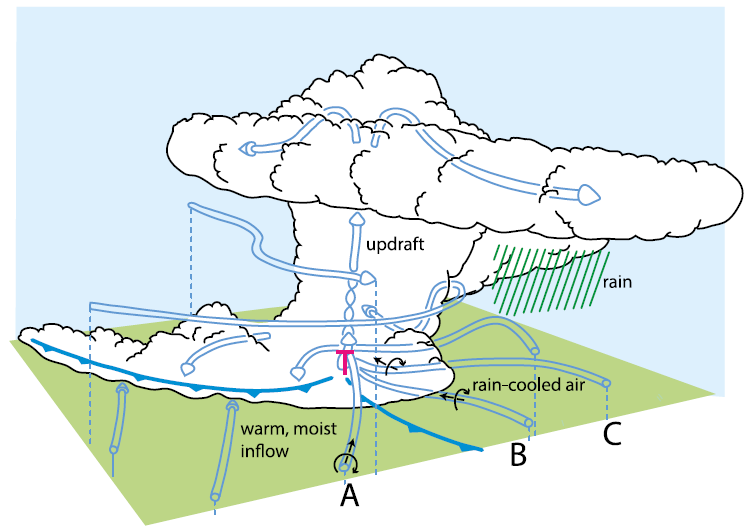 updraft
rain
T
rain-cooled air
warm, moist
inflow
A
B
C